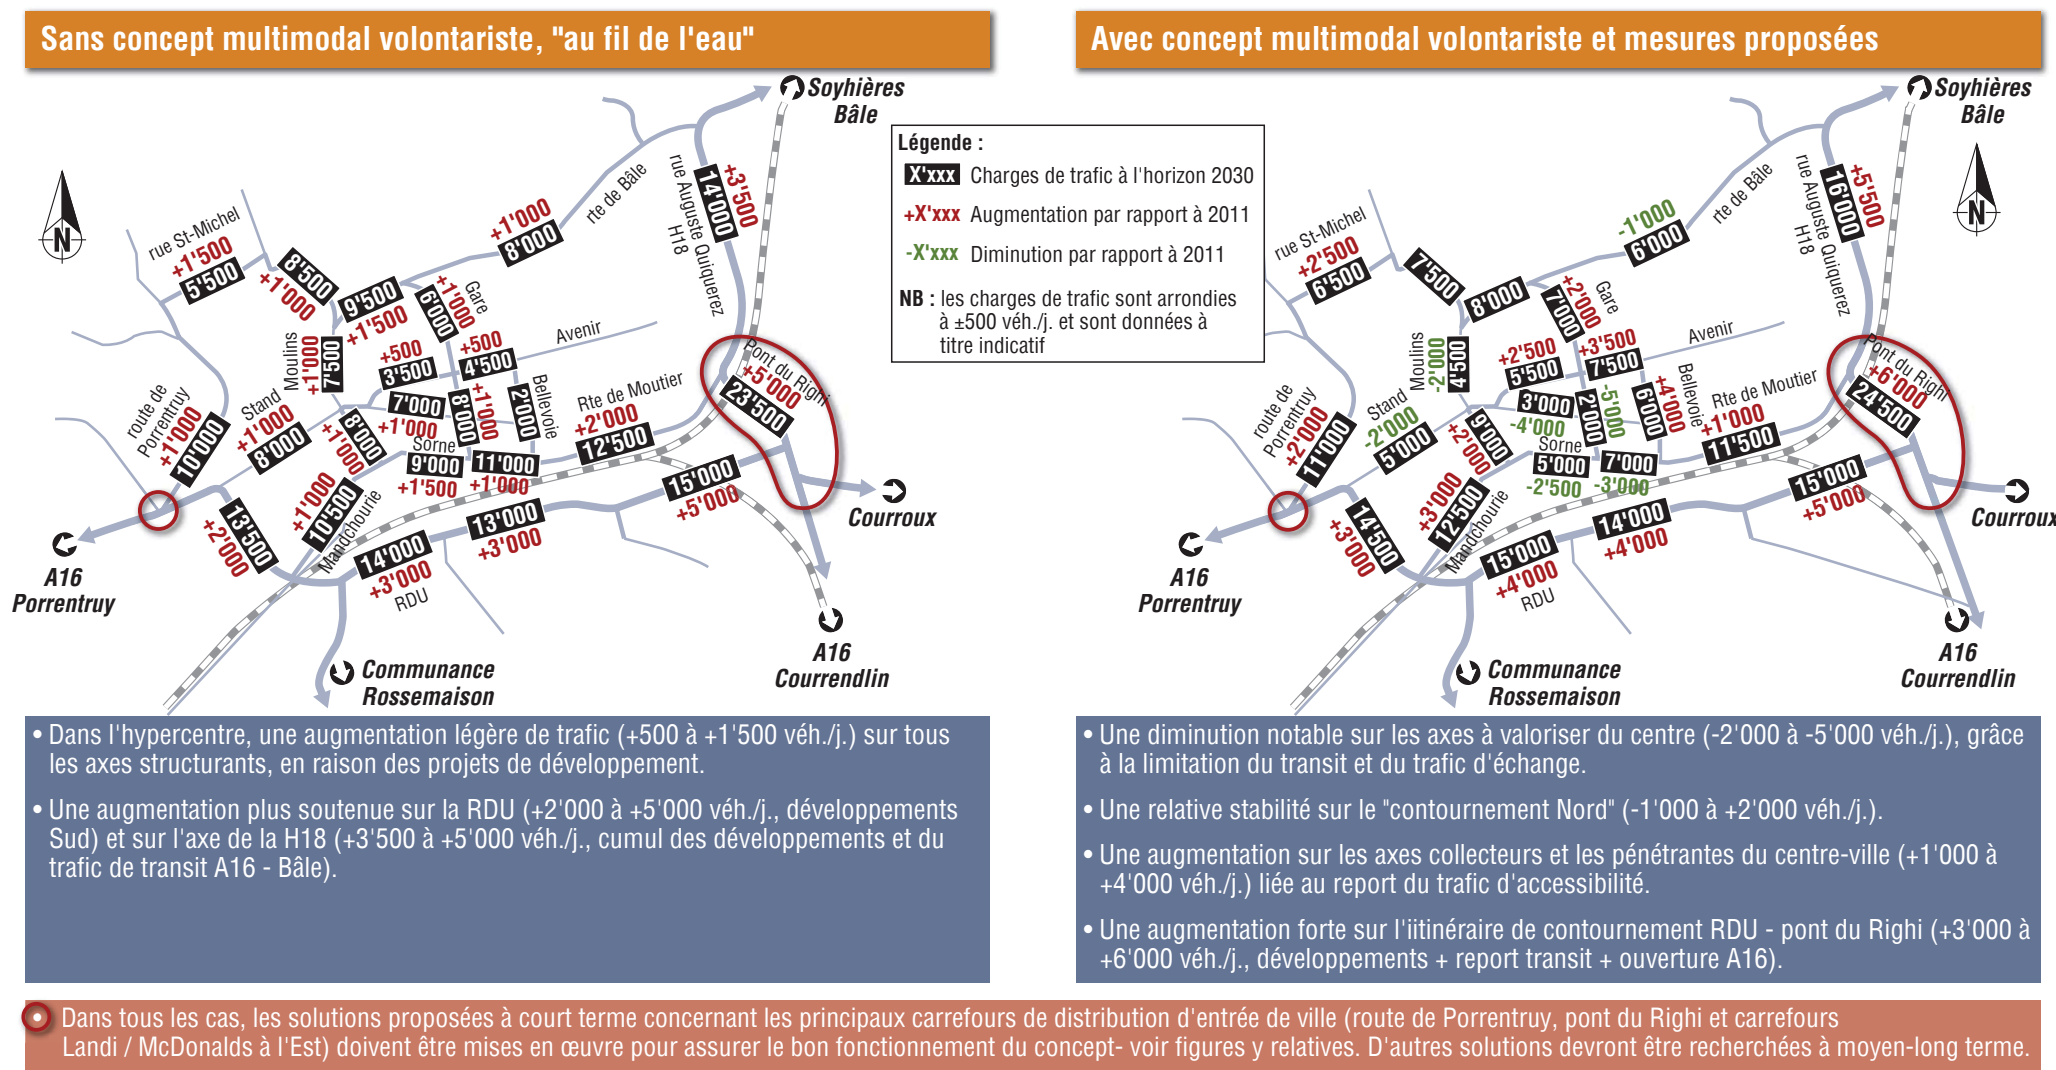 Sans concept multimodal volontariste, "au fil de l'eau"
Soyhières
Bâle
N
rue St-Michel
+1'500
5'500
8'500
+1'000
9'500
+1'500
+1'000
8'000
rte de Bâle
rue Auguste Quiquerez
H18
14'000
+3'500
6'000
+1'000
Gare
Moulins
+1'000
7'500
+500
3'500
+500
4'500
Avenir
Pont du Righi
+5'000
23'500
route de
Porrentruy
+1'000
10'000
Stand
+1'000
8'000
+1'000
8'000
7'000
+1'000
8'000
+1'000
2'000
Bellevoie
Rte de Moutier
+2'000
12'500
Sorne
9'000
+1'500
11'000
+1'000
+1'000
10'500
Mandchourie
13'500
+2'000
14'000
+3'000
RDU
13'000
+3'000
15'000
+5'000
Courroux
A16
Porrentruy
A16
Courrendlin
Communance
Rossemaison
Légende :
X'xxx Charges de trafic à l'horizon 2030
+X'xxx Augmentation par rapport à 2011
-X'xxx Diminution par rapport à 2011
NB : les charges de trafic sont arrondies
à ±500 véh./j. et sont données à
titre indicatif
Avec concept multimodal volontariste et mesures proposées
Soyhières
Bâle
N
rue St-Michel
+2'500
6'500
7'500
8'000
-1'000
6'000
rte de Bâle
rue Auguste Quiquerez
H18
16'000
+5'500
7'000
+2'000
Gare
Moulins
-2'000
4'500
+2'500
5'500
+3'500
7'500
Avenir
Pont du Righi
+6'000
24'500
route de
Porrentruy
+2'000
11'000
Stand
-2'000
5'000
+2'000
9'000
3'000
-4'000
2'000
-5'000
6'000
+4'000
Bellevoie
Rte de Moutier
+1'000
11'500
Sorne
5'000
-2'500
7'000
-3'000
+3'000
12'500
Mandchourie
14'500
+3'000
15'000
+4'000
RDU
14'000
+4'000
15'000
+5'000
Courroux
A16
Porrentruy
A16
Courrendlin
Communance
Rossemaison
• Dans l'hypercentre, une augmentation légère de trafic (+500 à +1'500 véh./j.) sur tous
les axes structurants, en raison des projets de développement.
• Une augmentation plus soutenue sur la RDU (+2'000 à +5'000 véh./j., développements
Sud) et sur l'axe de la H18 (+3'500 à +5'000 véh./j., cumul des développements et du
trafic de transit A16 - Bâle).
• Une diminution notable sur les axes à valoriser du centre (-2'000 à -5'000 véh./j.), grâce
à la limitation du transit et du trafic d'échange.
• Une relative stabilité sur le "contournement Nord" (-1'000 à +2'000 véh./j.).
• Une augmentation sur les axes collecteurs et les pénétrantes du centre-ville (+1'000 à
+4'000 véh./j.) liée au report du trafic d'accessibilité.
• Une augmentation forte sur l'iitinéraire de contournement RDU - pont du Righi (+3'000 à
+6'000 véh./j., développements + report transit + ouverture A16).
Dans tous les cas, les solutions proposées à court terme concernant les principaux carrefours de distribution d'entrée de ville (route de Porrentruy, pont du Righi et carrefours
Landi / McDonalds à l'Est) doivent être mises en œuvre pour assurer le bon fonctionnement du concept- voir figures y relatives. D'autres solutions devront être recherchées à moyen-long terme.